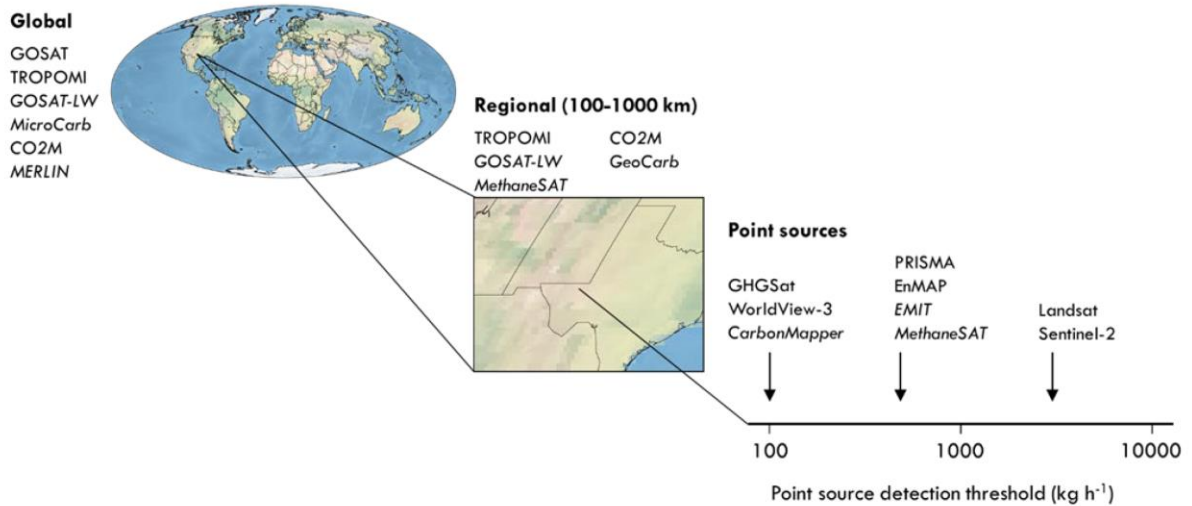 Global
GOSAT
TROPOMI
GOSAT-LW
MicroCarb
CO2M
MERLIN
Regional (100-1000 km)
TROPOMI CO2M
GOSAT-LW GeoCarb
MethaneSAT
Point sources
GHGSat
WorldView-3
CarbonMapper
PRISMA
EnMAP
EMIT
MethaneSAT
Landsat
Sentinel-2
100 1000 10000
Point source detection threshold (kg h⁻¹)